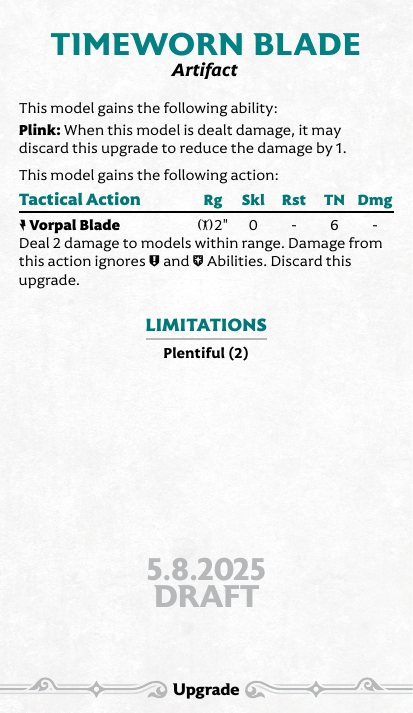 TIMEWORN BLADE
Artifact
This model gains the following ability:
Plink: When this model is dealt damage, it may
discard this upgrade to reduce the damage by 1.
This model gains the following action:
Tactical Action Rg Skl Rst TN Dmg
Vorpal Blade 2" 0 - 6 -
Deal 2 damage to models within range. Damage from
this action ignores and Abilities. Discard this
upgrade.
LIMITATIONS
Plentiful (2)
5.8.2025
DRAFT
Upgrade